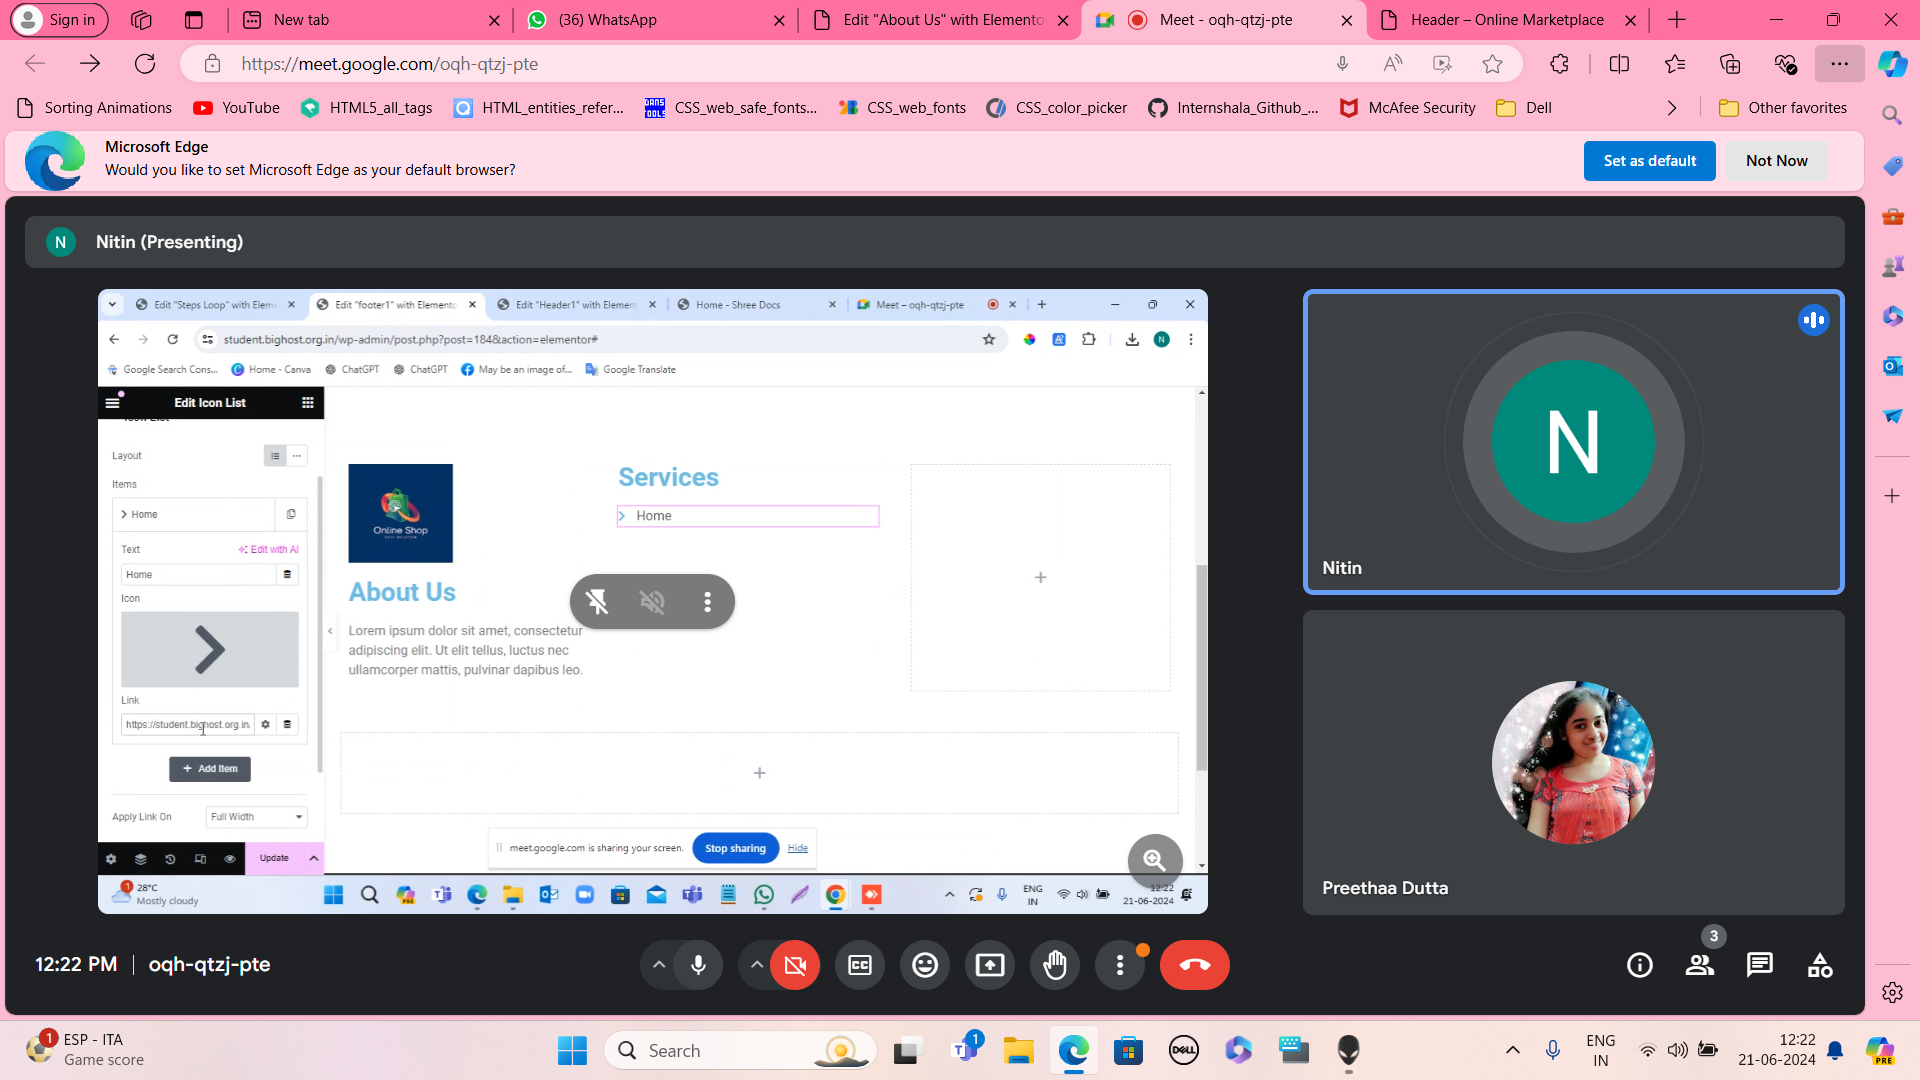 Sign in
New tab
(36) WhatsApp
Edit "About Us" with Elemento
Meet - oqh-qtzj-pte
Header – Online Marketplace
https://meet.google.com/oqh-qtzj-pte
Sorting Animations
YouTube
HTML5_all_tags
HTML_entities_refer...
CSS_web_safe_fonts...
CSS_web_fonts
CSS_color_picker
Internshala_Github_...
McAfee Security
Dell
Other favorites
Microsoft Edge
Would you like to set Microsoft Edge as your default browser?
Set as default
Not Now
N
Nitin (Presenting)
Edit "Steps Loop" with Eleme
Edit "footer1" with Elemento
Edit "Header1" with Element
Home - Shree Docs
Meet – oqh-qtzj-pte
student.bighost.org.in/wp-admin/post.php?post=184&action=elementor#
N
Google Search Cons...
Home - Canva
ChatGPT
ChatGPT
May be an image of...
Google Translate
Edit Icon List
Icon List
Layout
Items
Home
Text
Edit with AI
Home
Icon
Link
https://student.bighost.org.in
Add Item
Apply Link On
Full Width
Update
Online Shop
About Us
Lorem ipsum dolor sit amet, consectetur
adipiscing elit. Ut elit tellus, luctus nec
ullamcorper mattis, pulvinar dapibus leo.
Services
Home
meet.google.com is sharing your screen.
Stop sharing
Hide
1
28°C
Mostly cloudy
ENG
IN
12:22
21-06-2024
N
Nitin
Preethaa Dutta
12:22 PM
oqh-qtzj-pte
3
1
ESP - ITA
Game score
Search
1
DELL
ENG
IN
12:22
21-06-2024
PRE